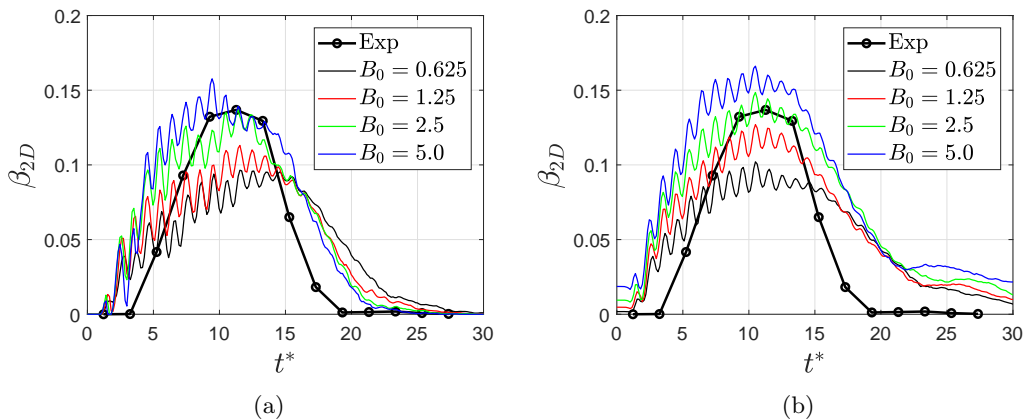 0.2
0.15
0.1
0.05
0
β₂D
0 5 10 15 20 25 30
t*
Exp
B₀ = 0.625
B₀ = 1.25
B₀ = 2.5
B₀ = 5.0
(a)
0.2
0.15
0.1
0.05
0
β₂D
0 5 10 15 20 25 30
t*
Exp
B₀ = 0.625
B₀ = 1.25
B₀ = 2.5
B₀ = 5.0
(b)